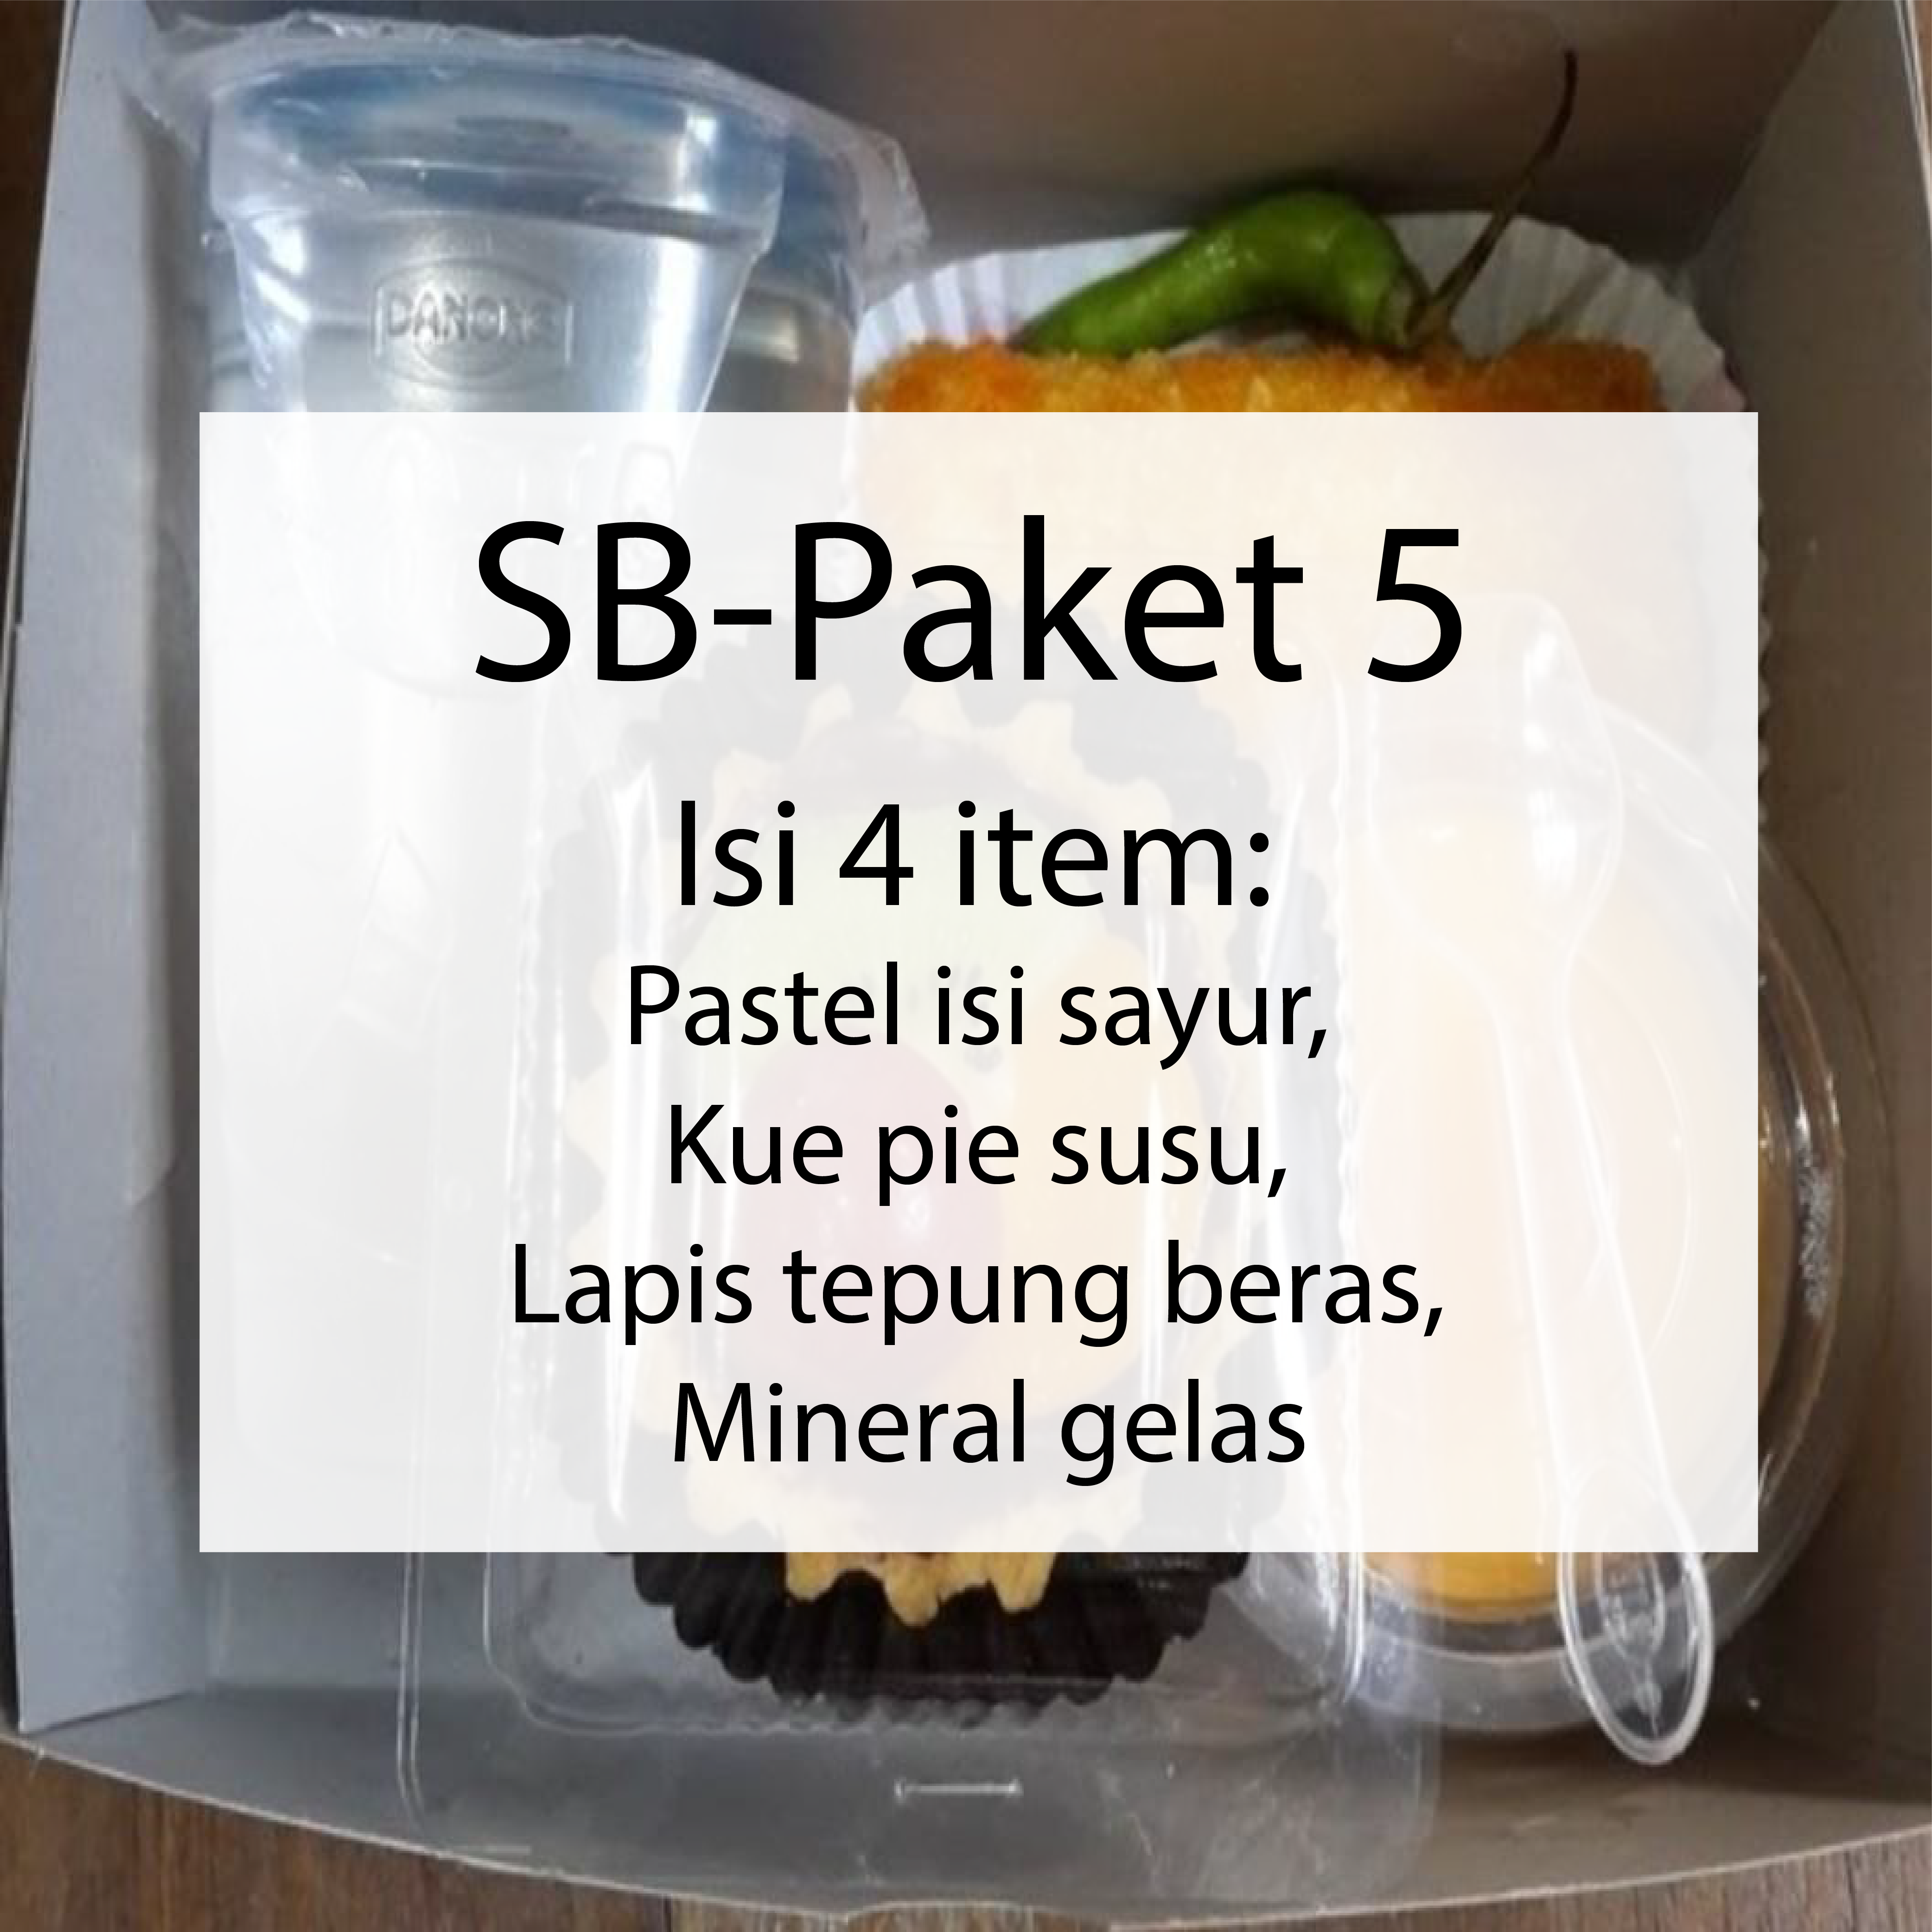 DANONE
SB-Paket 5
Isi 4 item:
Pastel isi sayur,
Kue pie susu,
Lapis tepung beras,
Mineral gelas